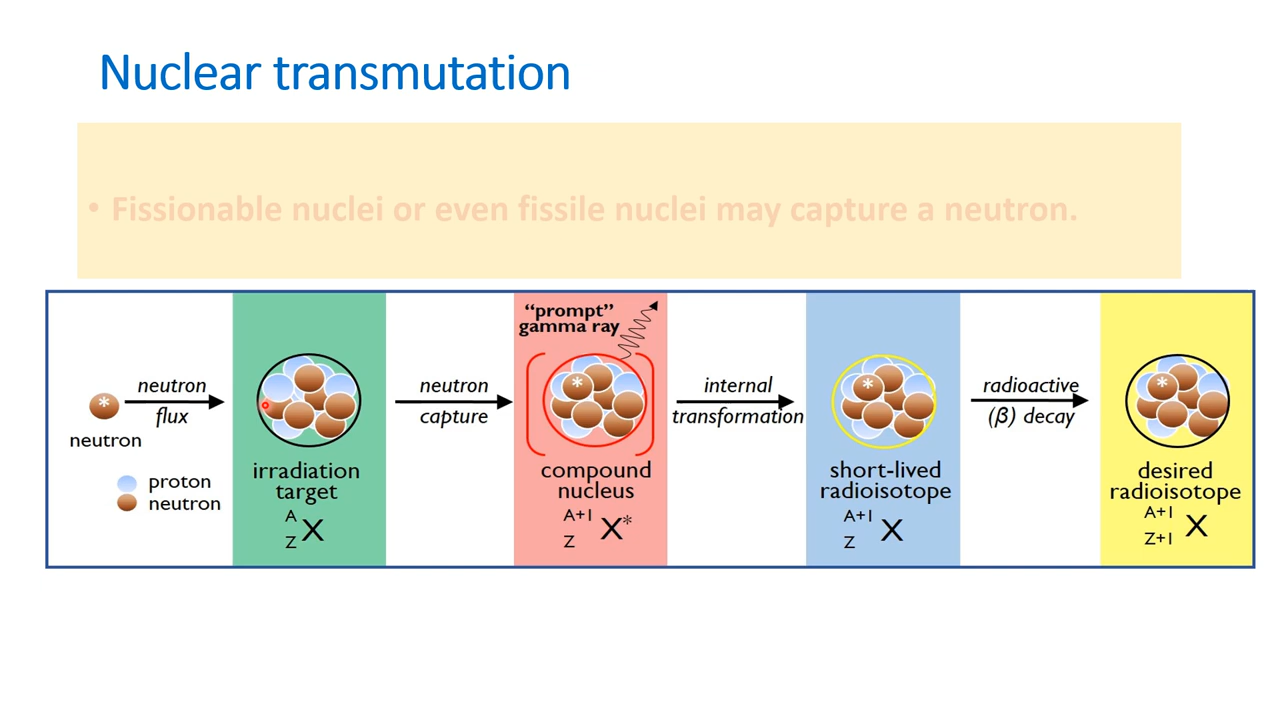 Nuclear transmutation
• Fissionable nuclei or even fissile nuclei may capture a neutron.
*
neutron
neutron
flux
proton
neutron
irradiation
target
A
Z X
neutron
capture
“prompt”
gamma ray
*
compound
nucleus
A+1
Z X*
internal
transformation
*
short-lived
radioisotope
A+1
Z X
radioactive
(β) decay
*
desired
radioisotope
A+1
Z+1 X